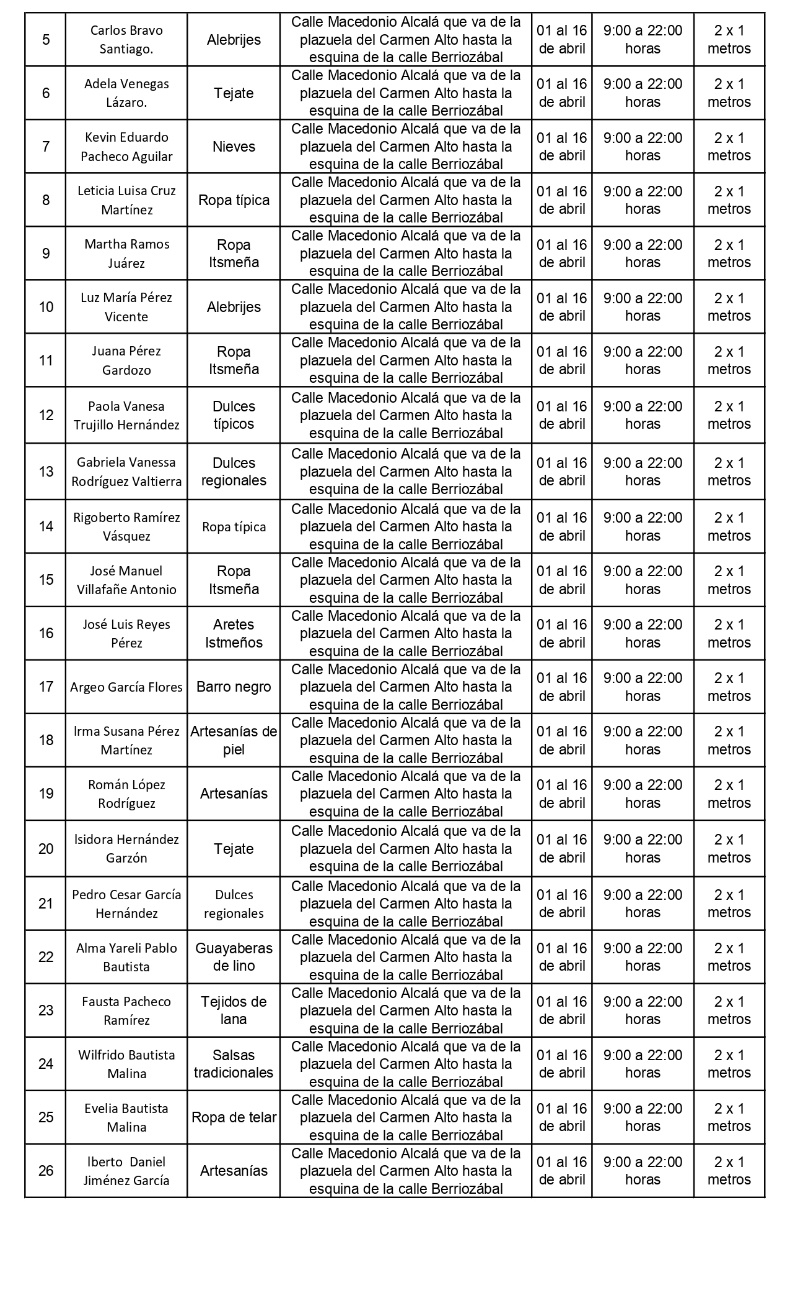 5
Carlos Bravo
Santiago.
Alebrijes
Calle Macedonio Alcalá que va de la
plazuela del Carmen Alto hasta la
esquina de la calle Berriozábal
01 al 16
de abril
9:00 a 22:00
horas
2 x 1
metros
6
Adela Venegas
Lázaro.
Tejate
Calle Macedonio Alcalá que va de la
plazuela del Carmen Alto hasta la
esquina de la calle Berriozábal
01 al 16
de abril
9:00 a 22:00
horas
2 x 1
metros
7
Kevin Eduardo
Pacheco Aguilar
Nieves
Calle Macedonio Alcalá que va de la
plazuela del Carmen Alto hasta la
esquina de la calle Berriozábal
01 al 16
de abril
9:00 a 22:00
horas
2 x 1
metros
8
Leticia Luisa Cruz
Martínez
Ropa típica
Calle Macedonio Alcalá que va de la
plazuela del Carmen Alto hasta la
esquina de la calle Berriozábal
01 al 16
de abril
9:00 a 22:00
horas
2 x 1
metros
9
Martha Ramos
Juárez
Ropa
Itsmeña
Calle Macedonio Alcalá que va de la
plazuela del Carmen Alto hasta la
esquina de la calle Berriozábal
01 al 16
de abril
9:00 a 22:00
horas
2 x 1
metros
10
Luz María Pérez
Vicente
Alebrijes
Calle Macedonio Alcalá que va de la
plazuela del Carmen Alto hasta la
esquina de la calle Berriozábal
01 al 16
de abril
9:00 a 22:00
horas
2 x 1
metros
11
Juana Pérez
Gardozo
Ropa
Itsmeña
Calle Macedonio Alcalá que va de la
plazuela del Carmen Alto hasta la
esquina de la calle Berriozábal
01 al 16
de abril
9:00 a 22:00
horas
2 x 1
metros
12
Paola Vanesa
Trujillo Hernández
Dulces
típicos
Calle Macedonio Alcalá que va de la
plazuela del Carmen Alto hasta la
esquina de la calle Berriozábal
01 al 16
de abril
9:00 a 22:00
horas
2 x 1
metros
13
Gabriela Vanessa
Rodríguez Valtierra
Dulces
regionales
Calle Macedonio Alcalá que va de la
plazuela del Carmen Alto hasta la
esquina de la calle Berriozábal
01 al 16
de abril
9:00 a 22:00
horas
2 x 1
metros
14
Rigoberto Ramírez
Vásquez
Ropa típica
Calle Macedonio Alcalá que va de la
plazuela del Carmen Alto hasta la
esquina de la calle Berriozábal
01 al 16
de abril
9:00 a 22:00
horas
2 x 1
metros
15
José Manuel
Villafañe Antonio
Ropa
Itsmeña
Calle Macedonio Alcalá que va de la
plazuela del Carmen Alto hasta la
esquina de la calle Berriozábal
01 al 16
de abril
9:00 a 22:00
horas
2 x 1
metros
16
José Luis Reyes
Pérez
Aretes
Istmeños
Calle Macedonio Alcalá que va de la
plazuela del Carmen Alto hasta la
esquina de la calle Berriozábal
01 al 16
de abril
9:00 a 22:00
horas
2 x 1
metros
17
Argeo García Flores
Barro negro
Calle Macedonio Alcalá que va de la
plazuela del Carmen Alto hasta la
esquina de la calle Berriozábal
01 al 16
de abril
9:00 a 22:00
horas
2 x 1
metros
18
Irma Susana Pérez
Martínez
Artesanías de
piel
Calle Macedonio Alcalá que va de la
plazuela del Carmen Alto hasta la
esquina de la calle Berriozábal
01 al 16
de abril
9:00 a 22:00
horas
2 x 1
metros
19
Román López
Rodríguez
Artesanías
Calle Macedonio Alcalá que va de la
plazuela del Carmen Alto hasta la
esquina de la calle Berriozábal
01 al 16
de abril
9:00 a 22:00
horas
2 x 1
metros
20
Isidora Hernández
Garzón
Tejate
Calle Macedonio Alcalá que va de la
plazuela del Carmen Alto hasta la
esquina de la calle Berriozábal
01 al 16
de abril
9:00 a 22:00
horas
2 x 1
metros
21
Pedro Cesar García
Hernández
Dulces
regionales
Calle Macedonio Alcalá que va de la
plazuela del Carmen Alto hasta la
esquina de la calle Berriozábal
01 al 16
de abril
9:00 a 22:00
horas
2 x 1
metros
22
Alma Yareli Pablo
Bautista
Guayaberas
de lino
Calle Macedonio Alcalá que va de la
plazuela del Carmen Alto hasta la
esquina de la calle Berriozábal
01 al 16
de abril
9:00 a 22:00
horas
2 x 1
metros
23
Fausta Pacheco
Ramírez
Tejidos de
lana
Calle Macedonio Alcalá que va de la
plazuela del Carmen Alto hasta la
esquina de la calle Berriozábal
01 al 16
de abril
9:00 a 22:00
horas
2 x 1
metros
24
Wilfrido Bautista
Malina
Salsas
tradicionales
Calle Macedonio Alcalá que va de la
plazuela del Carmen Alto hasta la
esquina de la calle Berriozábal
01 al 16
de abril
9:00 a 22:00
horas
2 x 1
metros
25
Evelia Bautista
Malina
Ropa de telar
Calle Macedonio Alcalá que va de la
plazuela del Carmen Alto hasta la
esquina de la calle Berriozábal
01 al 16
de abril
9:00 a 22:00
horas
2 x 1
metros
26
lberto Daniel
Jiménez García
Artesanías
Calle Macedonio Alcalá que va de la
plazuela del Carmen Alto hasta la
esquina de la calle Berriozábal
01 al 16
de abril
9:00 a 22:00
horas
2 x 1
metros